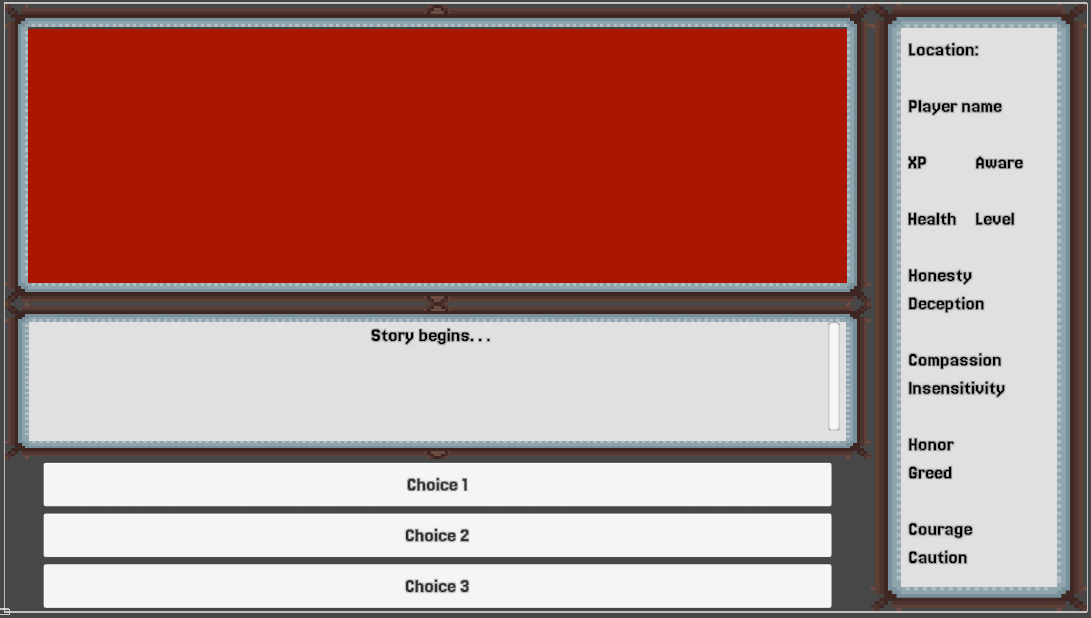 Story begins...
Choice 1
Choice 2
Choice 3
Location:
Player name
XP Aware
Health Level
Honesty
Deception
Compassion
Insensitivity
Honor
Greed
Courage
Caution